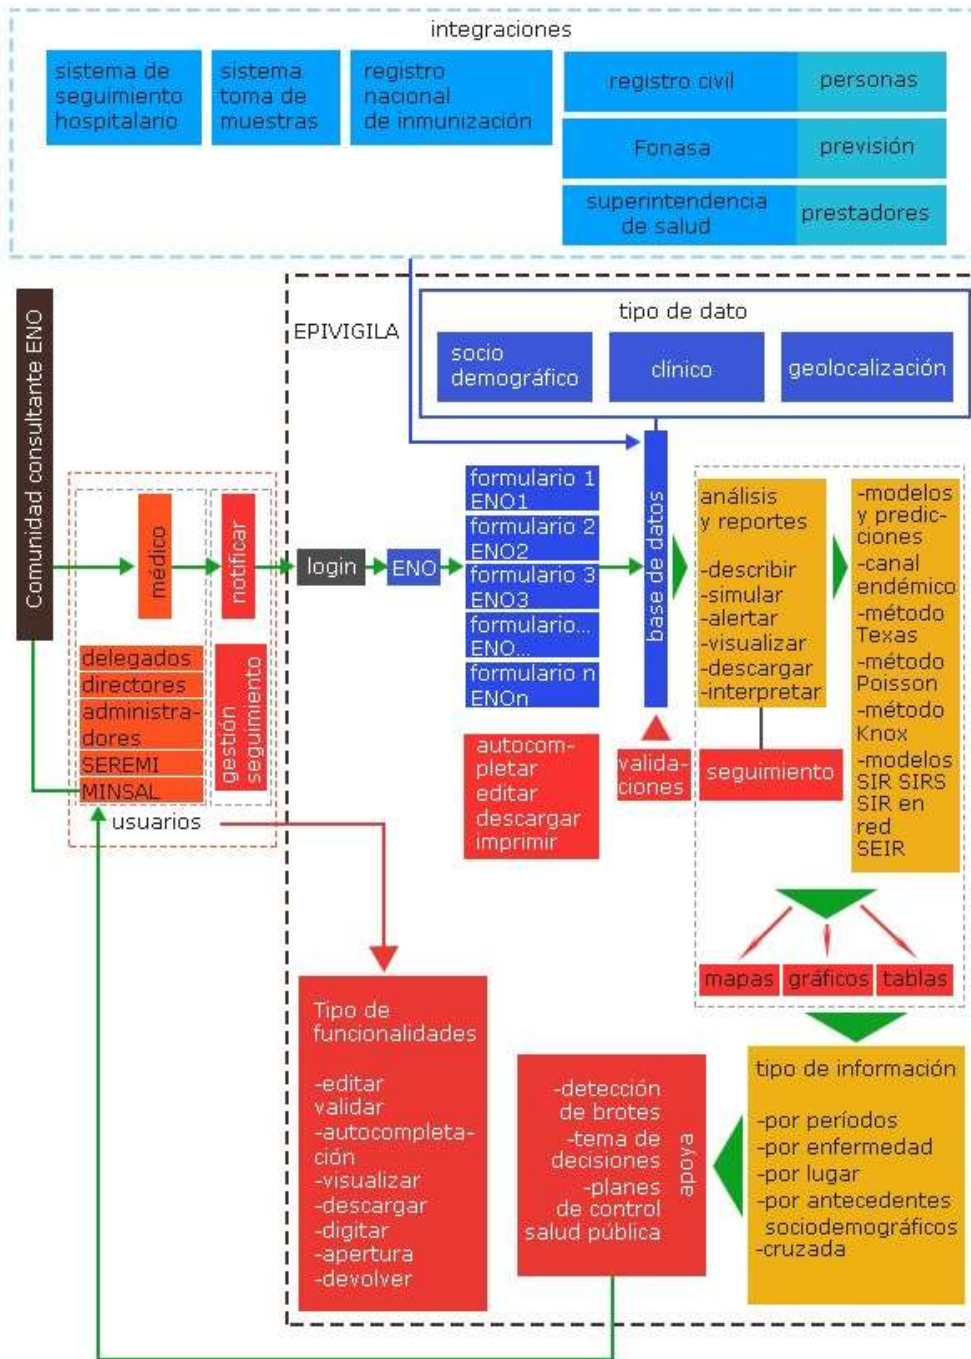 integraciones
sistema de
seguimiento
hospitalario
sistema
toma de
muestras
registro
nacional
de inmunización
registro civil
personas
Fonasa
previsión
superintendencia
de salud
prestadores
Comunidad consultante ENO
EPIVIGILA
tipo de dato
socio
demográfico
clínico
geolocalización
médico
notificar
login
ENO
formulario 1
ENO1
formulario 2
ENO2
formulario 3
ENO3
formulario...
ENO...
formulario n
ENOn
base de datos
análisis
y reportes
-describir
-simular
-alertar
-visualizar
-descargar
-interpretar
-modelos
y predic-
ciones
-canal
endémico
-método
Texas
-método
Poisson
-método
Knox
-modelos
SIR SIRS
SIR en
red
SEIR
delegados
directores
administra-
dores
SEREMI
MINSAL
gestión
seguimiento
usuarios
autocom-
pletar
editar
descargar
imprimir
valida-
ciones
seguimiento
mapas
gráficos
tablas
Tipo de
funcionalidades
-editar
validar
-autocompleta-
ción
-visualizar
-descargar
-digitar
-apertura
-devolver
-detección
de brotes
-tema de
decisiones
-planes
de control
salud pública
apoya
tipo de información
-por períodos
-por enfermedad
-por lugar
-por antecedentes
sociodemográficos
-cruzada